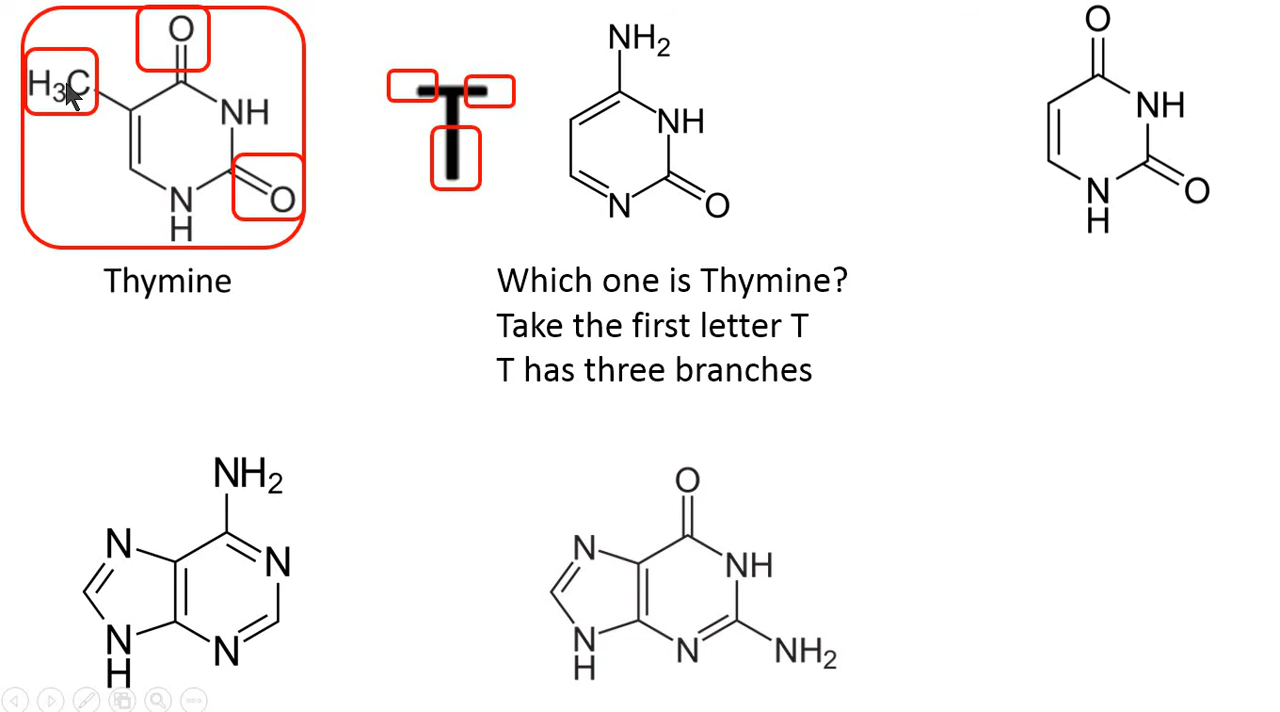 O
H₃C
NH
O
N
H
Thymine
T
NH₂
NH
N
O
O
NH
N
H
O
Which one is Thymine?
Take the first letter T
T has three branches
NH₂
N
N
N
H
N
O
N
NH
N
H
N
NH₂